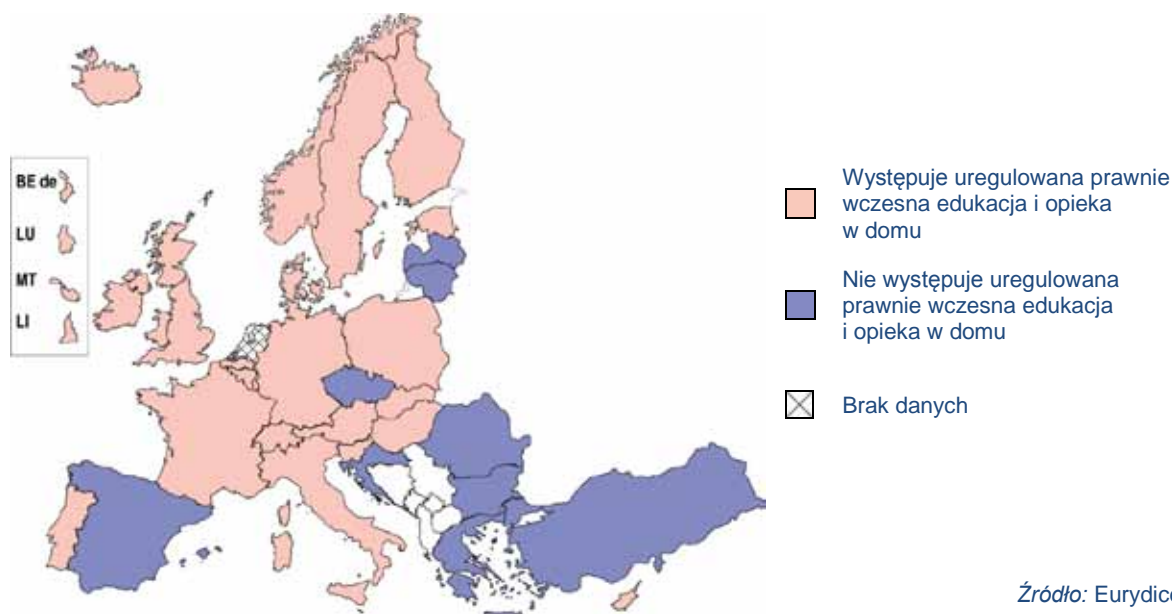 BE de
LU
MT
LI
Występuje uregulowana prawnie
wczesna edukacja i opieka
w domu
Nie występuje uregulowana
prawnie wczesna edukacja
i opieka w domu
Brak danych
Źródło: Eurydice